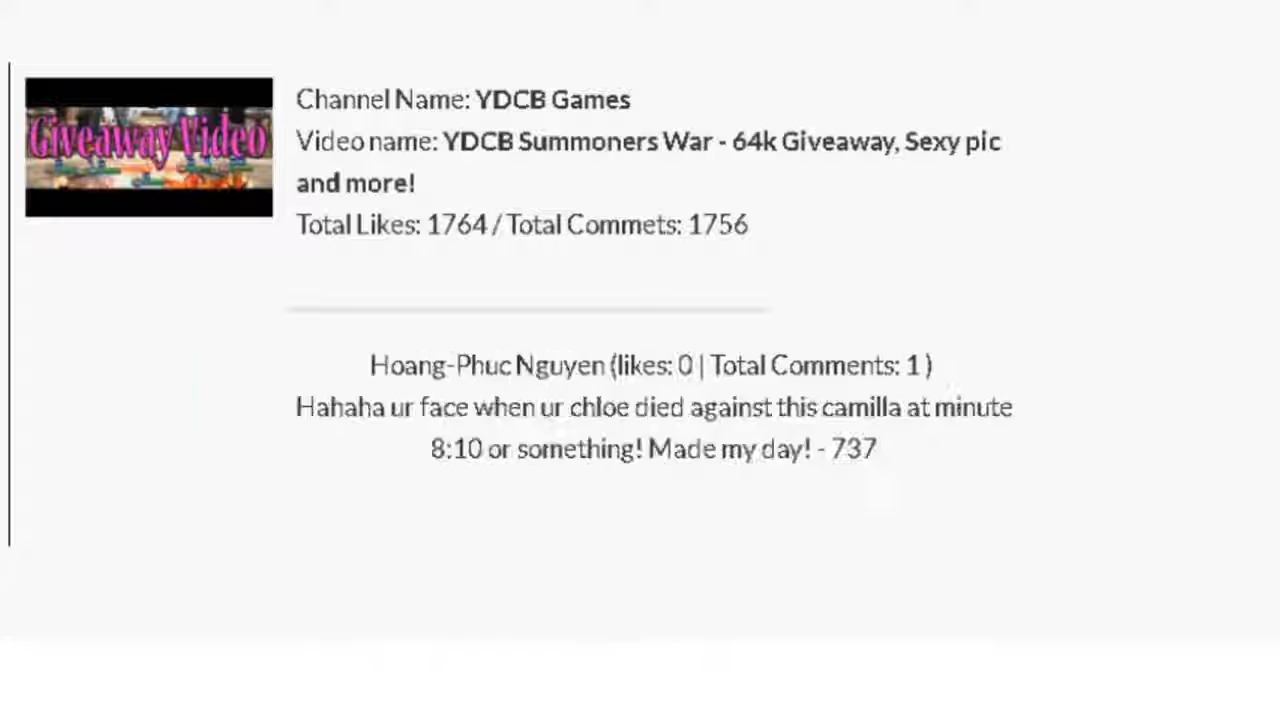 Giveaway Video
Channel Name: YDCB Games
Video name: YDCB Summoners War - 64k Giveaway, Sexy pic
and more!
Total Likes: 1764 / Total Commets: 1756
Hoang-Phuc Nguyen (likes: 0 | Total Comments: 1 )
Hahaha ur face when ur chloe died against this camilla at minute
8:10 or something! Made my day! - 737